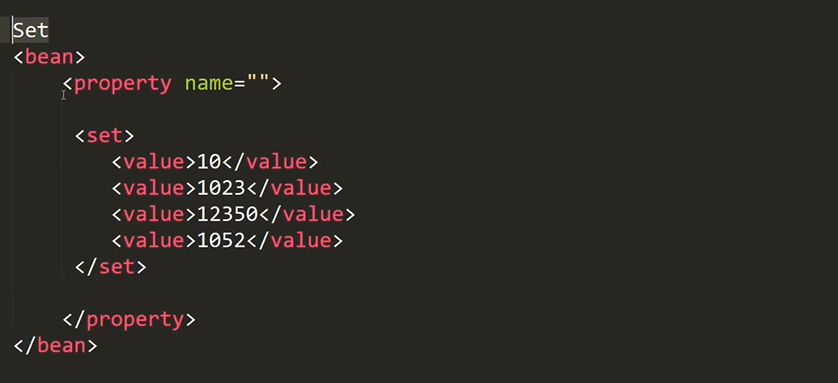 Set
<bean>
<property name="">
<set>
<value>10</value>
<value>1023</value>
<value>12350</value>
<value>1052</value>
</set>
</property>
</bean>